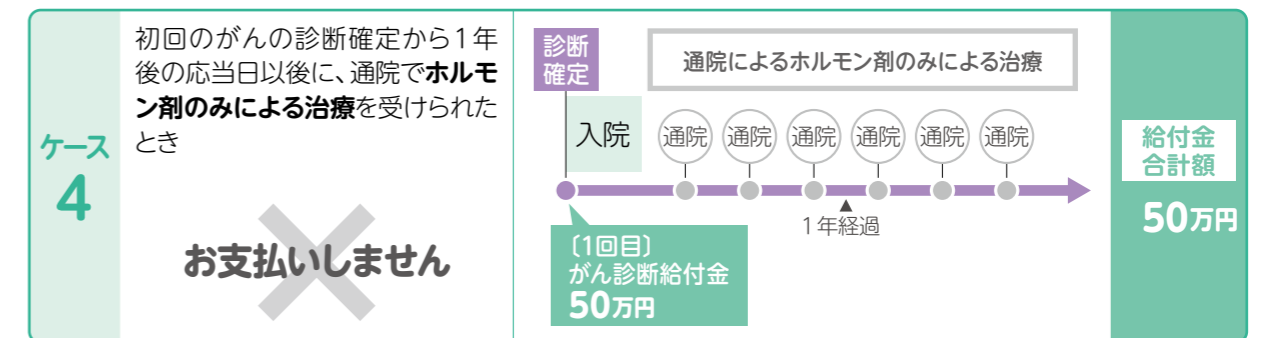 ケース
4
初回のがんの診断確定から1年
後の応当日以後に、通院でホルモ
ン剤のみによる治療を受けられた
とき
お支払いしません
診断
確定
通院によるホルモン剤のみによる治療
入院
通院
通院
通院
通院
通院
通院
▲
1年経過
〔1回目〕
がん診断給付金
50万円
給付金
合計額
50万円